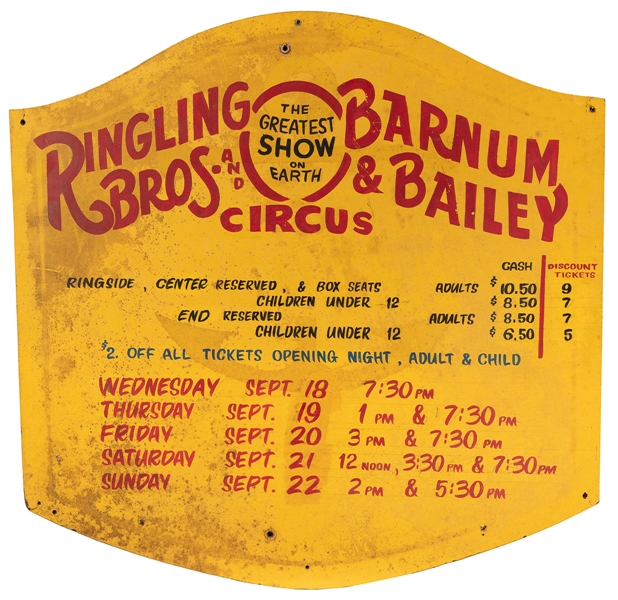 RINGLING BROS. AND
THE GREATEST SHOW ON EARTH
BARNUM & BAILEY
CIRCUS
CASH DISCOUNT TICKETS
RINGSIDE, CENTER RESERVED, & BOX SEATS ADULTS $10.50 9
CHILDREN UNDER 12 $8.50 7
END RESERVED ADULTS $8.50 7
CHILDREN UNDER 12 $6.50 5
$2. OFF ALL TICKETS OPENING NIGHT, ADULT & CHILD
WEDNESDAY SEPT. 18 7:30 PM
THURSDAY SEPT. 19 1 PM & 7:30 PM
FRIDAY SEPT. 20 3 PM & 7:30 PM
SATURDAY SEPT. 21 12 NOON, 3:30 PM & 7:30 PM
SUNDAY SEPT. 22 2 PM & 5:30 PM